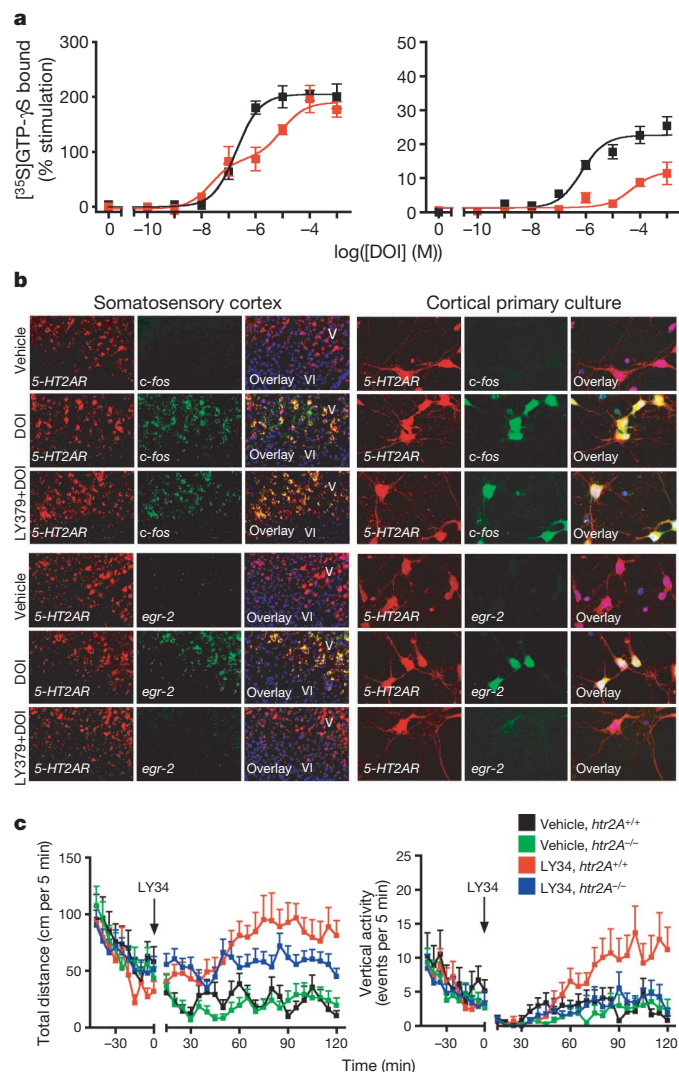 a
[³⁵S]GTP-γS bound
(% stimulation)
300
200
100
0
0 −10 −8 −6 −4
50
40
30
20
10
0
0 −10 −8 −6 −4
log([DOI] (M))
b
Somatosensory cortex
Cortical primary culture
Vehicle
5-HT2AR
c-fos
Overlay VI
V
5-HT2AR
c-fos
Overlay
DOI
5-HT2AR
c-fos
Overlay VI
V
5-HT2AR
c-fos
Overlay
LY379+DOI
5-HT2AR
c-fos
Overlay VI
V
5-HT2AR
c-fos
Overlay
Vehicle
5-HT2AR
egr-2
Overlay VI
V
5-HT2AR
egr-2
Overlay
DOI
5-HT2AR
egr-2
Overlay VI
V
5-HT2AR
egr-2
Overlay
LY379+DOI
5-HT2AR
egr-2
Overlay VI
V
5-HT2AR
egr-2
Overlay
c
Vehicle, htr2A⁺/⁺
Vehicle, htr2A⁻/⁻
LY34, htr2A⁺/⁺
LY34, htr2A⁻/⁻
Total distance (cm per 5 min)
150
100
50
0
LY34
−30 0 30 60 90 120
Vertical activity
(events per 5 min)
25
20
15
10
5
0
LY34
−30 0 30 60 90 120
Time (min)